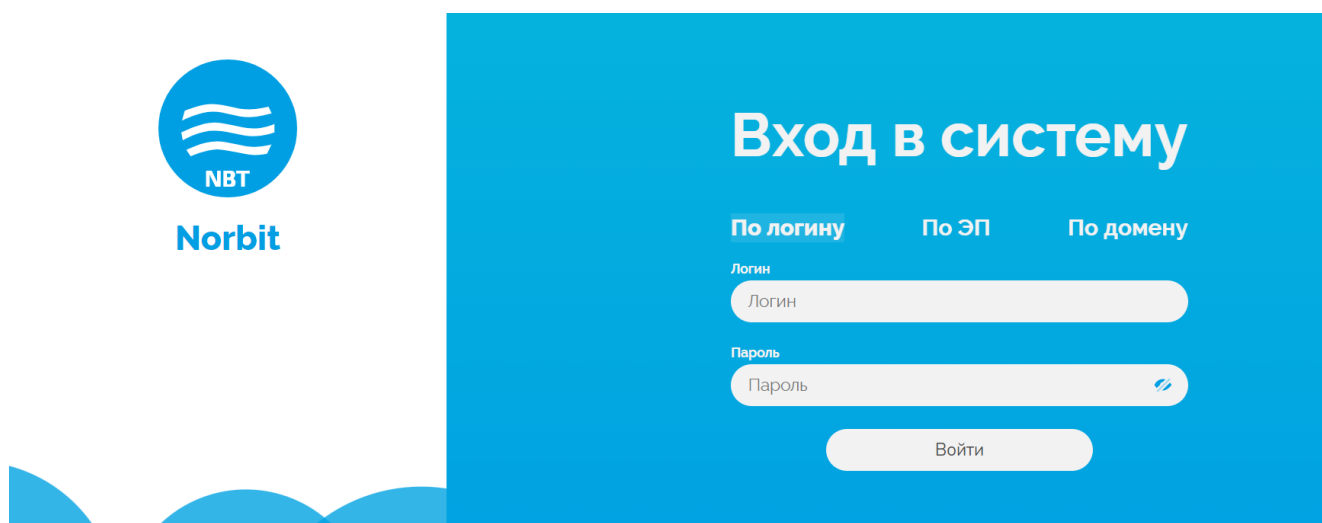 NBT
Norbit
Вход в систему
По логину По ЭП По домену
Логин
Логин
Пароль
Пароль
Войти